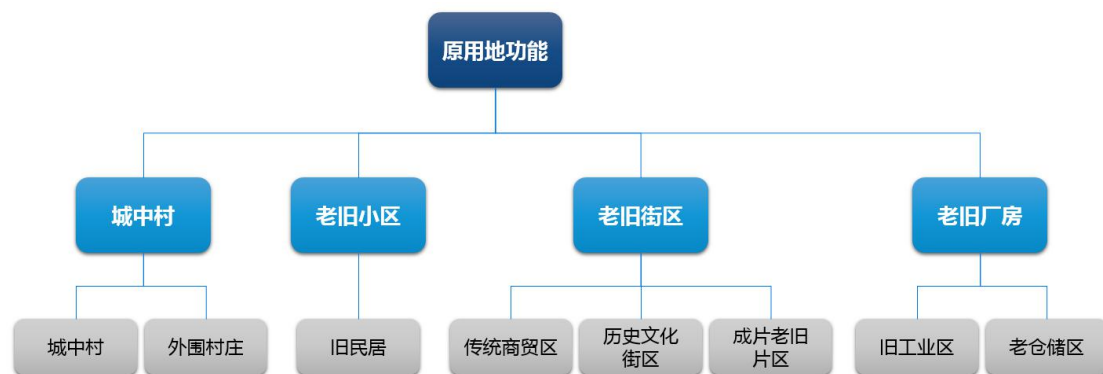 原用地功能
城中村
老旧小区
老旧街区
老旧厂房
城中村
外围村庄
旧民居
传统商贸区
历史文化
街区
成片老旧
片区
旧工业区
老仓储区